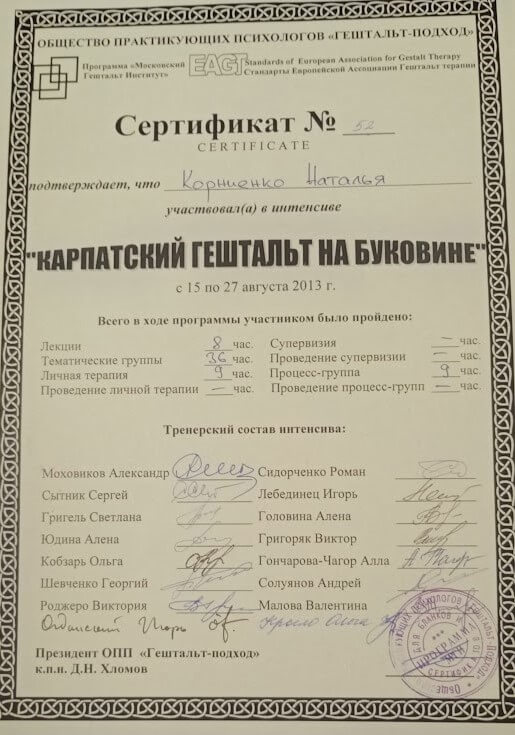 ОБЩЕСТВО ПРАКТИКУЮЩИХ ПСИХОЛОГОВ «ГЕШТАЛЬТ-ПОДХОД»
Программа «Московский Гештальт Институт»
EAGT
Standards of European Association for Gestalt Therapy
Стандарты Европейской Ассоциации Гештальт терапии
Сертификат № 52
CERTIFICATE
подтверждает, что Корниенко Наталья
участвовал(а) в интенсиве
"КАРПАТСКИЙ ГЕШТАЛЬТ НА БУКОВИНЕ"
с 15 по 27 августа 2013 г.
Всего в ходе программы участником было пройдено:
Лекции 8 час. Супервизия — час.
Тематические группы 36 час. Проведение супервизии — час.
Личная терапия 9 час. Процесс-группа 9 час.
Проведение личной терапии — час. Проведение процесс-групп — час.
Тренерский состав интенсива:
Моховиков Александр Сидорченко Роман
Сытник Сергей Лебединец Игорь
Григель Светлана Головина Алена
Юдина Алена Григоряк Виктор
Кобзарь Ольга Гончарова-Чагор Алла
Шевченко Георгий Солуянов Андрей
Роджеро Виктория Малова Валентина
Игорь
Президент ОПП «Гештальт-подход»
к.п.н. Д.Н. Хломов